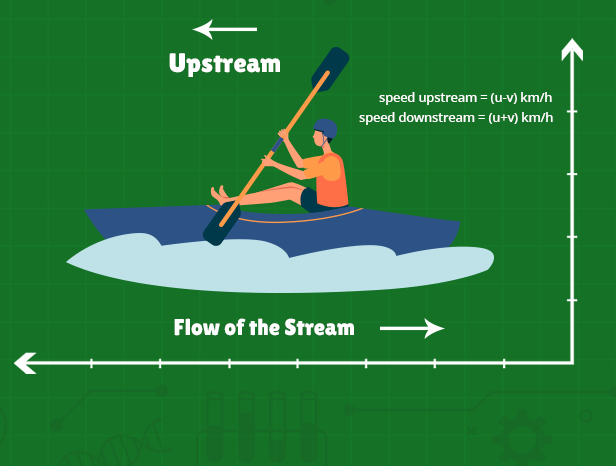 Upstream
speed upstream = (u-v) km/h
speed downstream = (u+v) km/h
Flow of the Stream